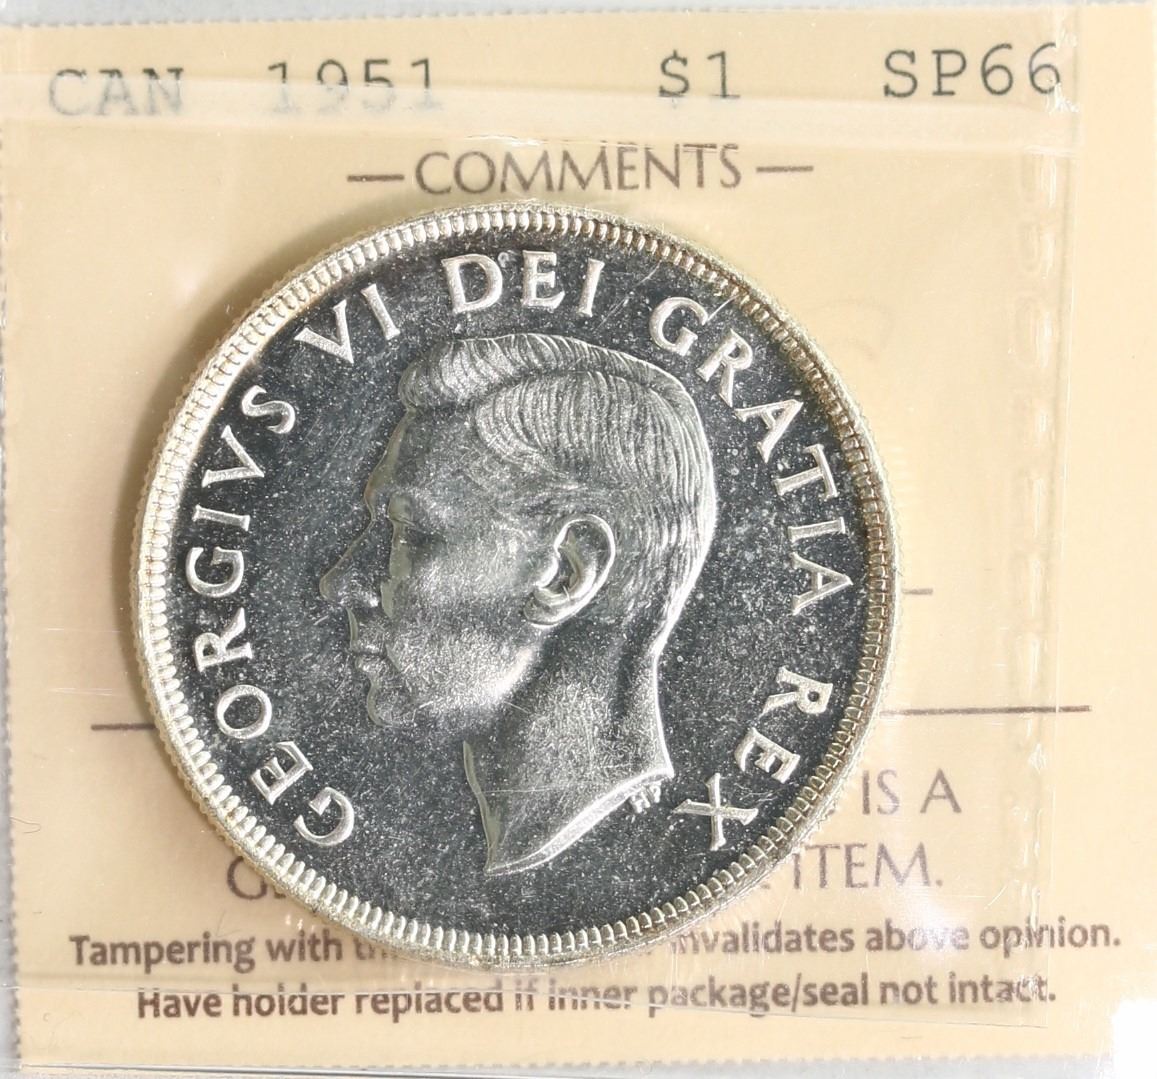 CAN 1951 $1 SP66
COMMENTS
GEORGIVS VI DEI GRATIA REX
HP
IS A
ITEM.
Tampering with invalidates above opinion.
Have holder replaced if inner package/seal not intact.